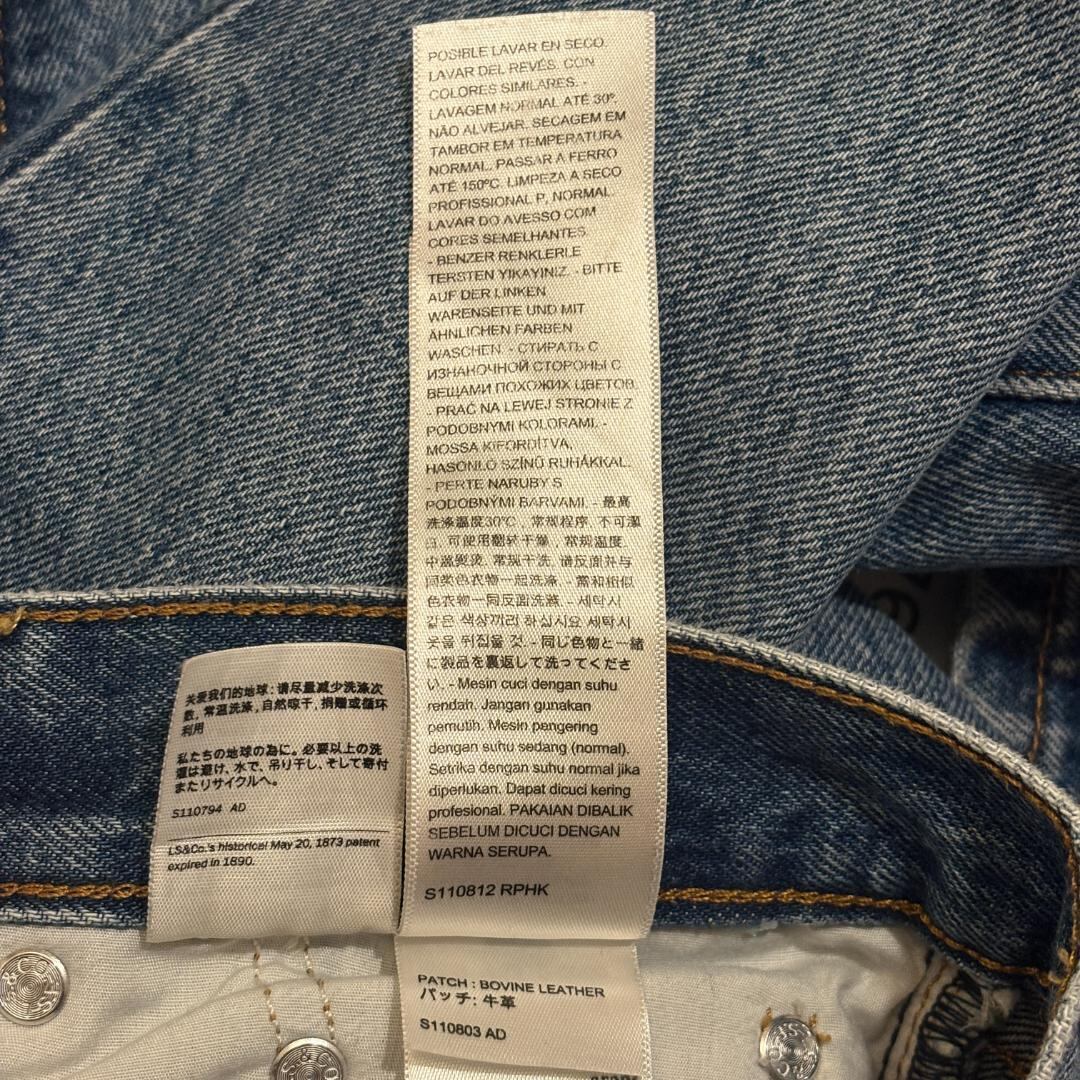 POSIBLE LAVAR EN SECO.
LAVAR DEL REVÉS. CON
COLORES SIMILARES. -
LAVAGEM NORMAL ATÉ 30º.
NÃO ALVEJAR. SECAGEM EM
TAMBOR EM TEMPERATURA
NORMAL. PASSAR A FERRO
ATÉ 150ºC. LIMPEZA A SECO
PROFISSIONAL P, NORMAL.
LAVAR DO AVESSO COM
CORES SEMELHANTES.
- BENZER RENKLERLE
TERSTEN YIKAYINIZ. - BITTE
AUF DER LINKEN
WARENSEITE UND MIT
ÄHNLICHEN FARBEN
WASCHEN. - СТИРАТЬ С
ИЗНАНОЧНОЙ СТОРОНЫ С
ВЕЩАМИ ПОХОЖИХ ЦВЕТОВ.
- PRAĆ NA LEWEJ STRONIE Z
PODOBNYMI KOLORAMI. -
MOSSA KIFORDÍTVA,
HASONLÓ SZÍNŰ RUHÁKKAL.
- PERTE NARUBY S
PODOBNÝMI BARVAMI. - 最高
洗涤温度30℃, 常规程序, 不可漂
白, 可使用翻转干燥, 常规温度,
中温熨烫, 常规干洗, 请反面并与
同类色衣物一起洗涤. - 需和相似
色衣物一同反面洗滌. - 세탁시
같은 색상끼리 하십시요 세탁시
옷을 뒤집을 것 - 同じ色物と一緒
に製品を裏返して洗ってくださ
い. - Mesin cuci dengan suhu
rendah. Jangan gunakan
pemutih. Mesin pengering
dengan suhu sedang (normal).
Setrika dengan suhu normal jika
diperlukan. Dapat dicuci kering
profesional. PAKAIAN DIBALIK
SEBELUM DICUCI DENGAN
WARNA SERUPA.
S110812 RPHK
关爱我们的地球: 请尽量减少洗涤次
数, 常温洗涤, 自然晾干, 捐赠或循环
利用
私たちの地球の為に。必要以上の洗
濯は避け、水で、吊り干し、そして寄付
またリサイクルへ。
S110794 AD
LS&Co.'s historical May 20, 1873 patent
expired in 1890.
PATCH : BOVINE LEATHER
パッチ: 牛革
S110803 AD